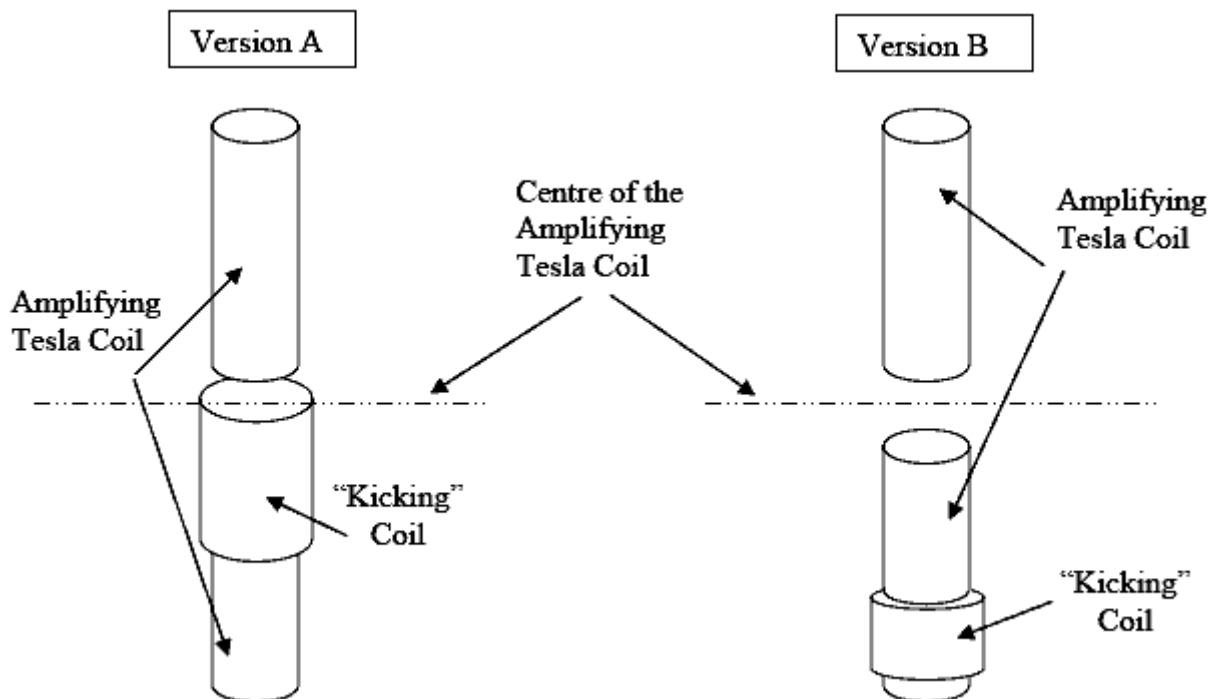 Version A
Version B
Centre of the
Amplifying
Tesla Coil
Amplifying
Tesla Coil
Amplifying
Tesla Coil
“Kicking”
Coil
“Kicking”
Coil